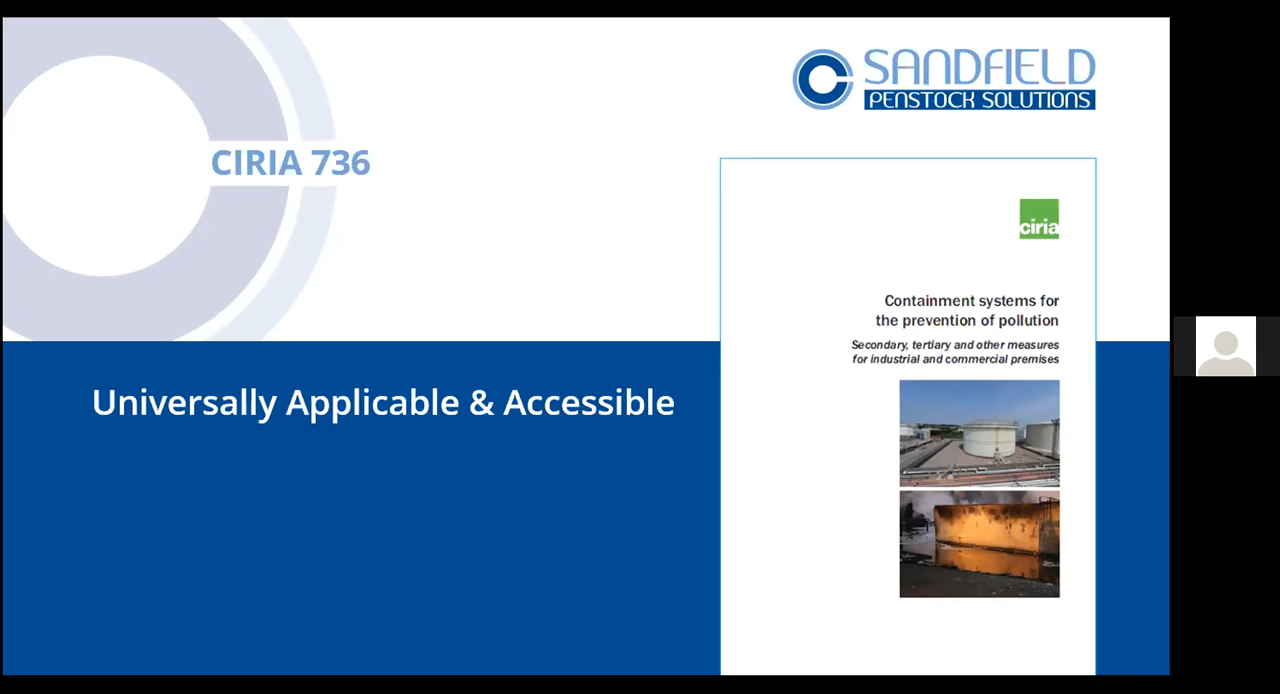 SANDFIELD
PENSTOCK SOLUTIONS
CIRIA 736
ciria
Containment systems for
the prevention of pollution
Secondary, tertiary and other measures
for industrial and commercial premises
Universally Applicable & Accessible